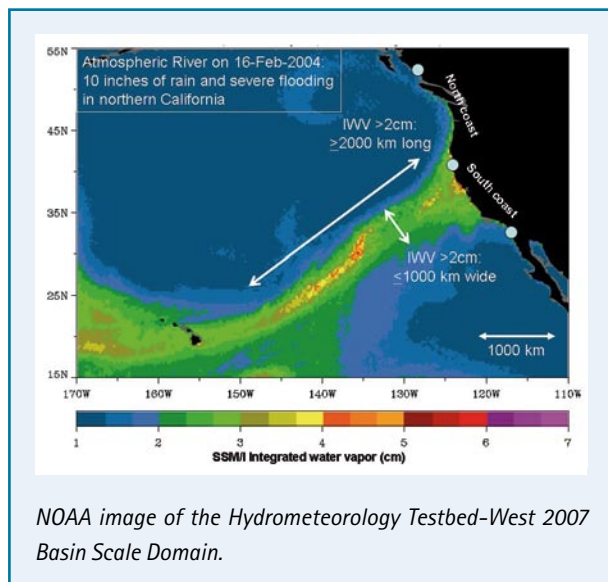 Atmospheric River on 16-Feb-2004:
10 inches of rain and severe flooding
in northern California
55N
45N
35N
25N
15N
North coast
South coast
IWV >2cm:
≥2000 km long
IWV >2cm:
≤1000 km wide
1000 km
170W
160W
150W
140W
130W
120W
110W
1
2
3
4
5
6
7
SSM/I Integrated water vapor (cm)
NOAA image of the Hydrometeorology Testbed-West 2007
Basin Scale Domain.